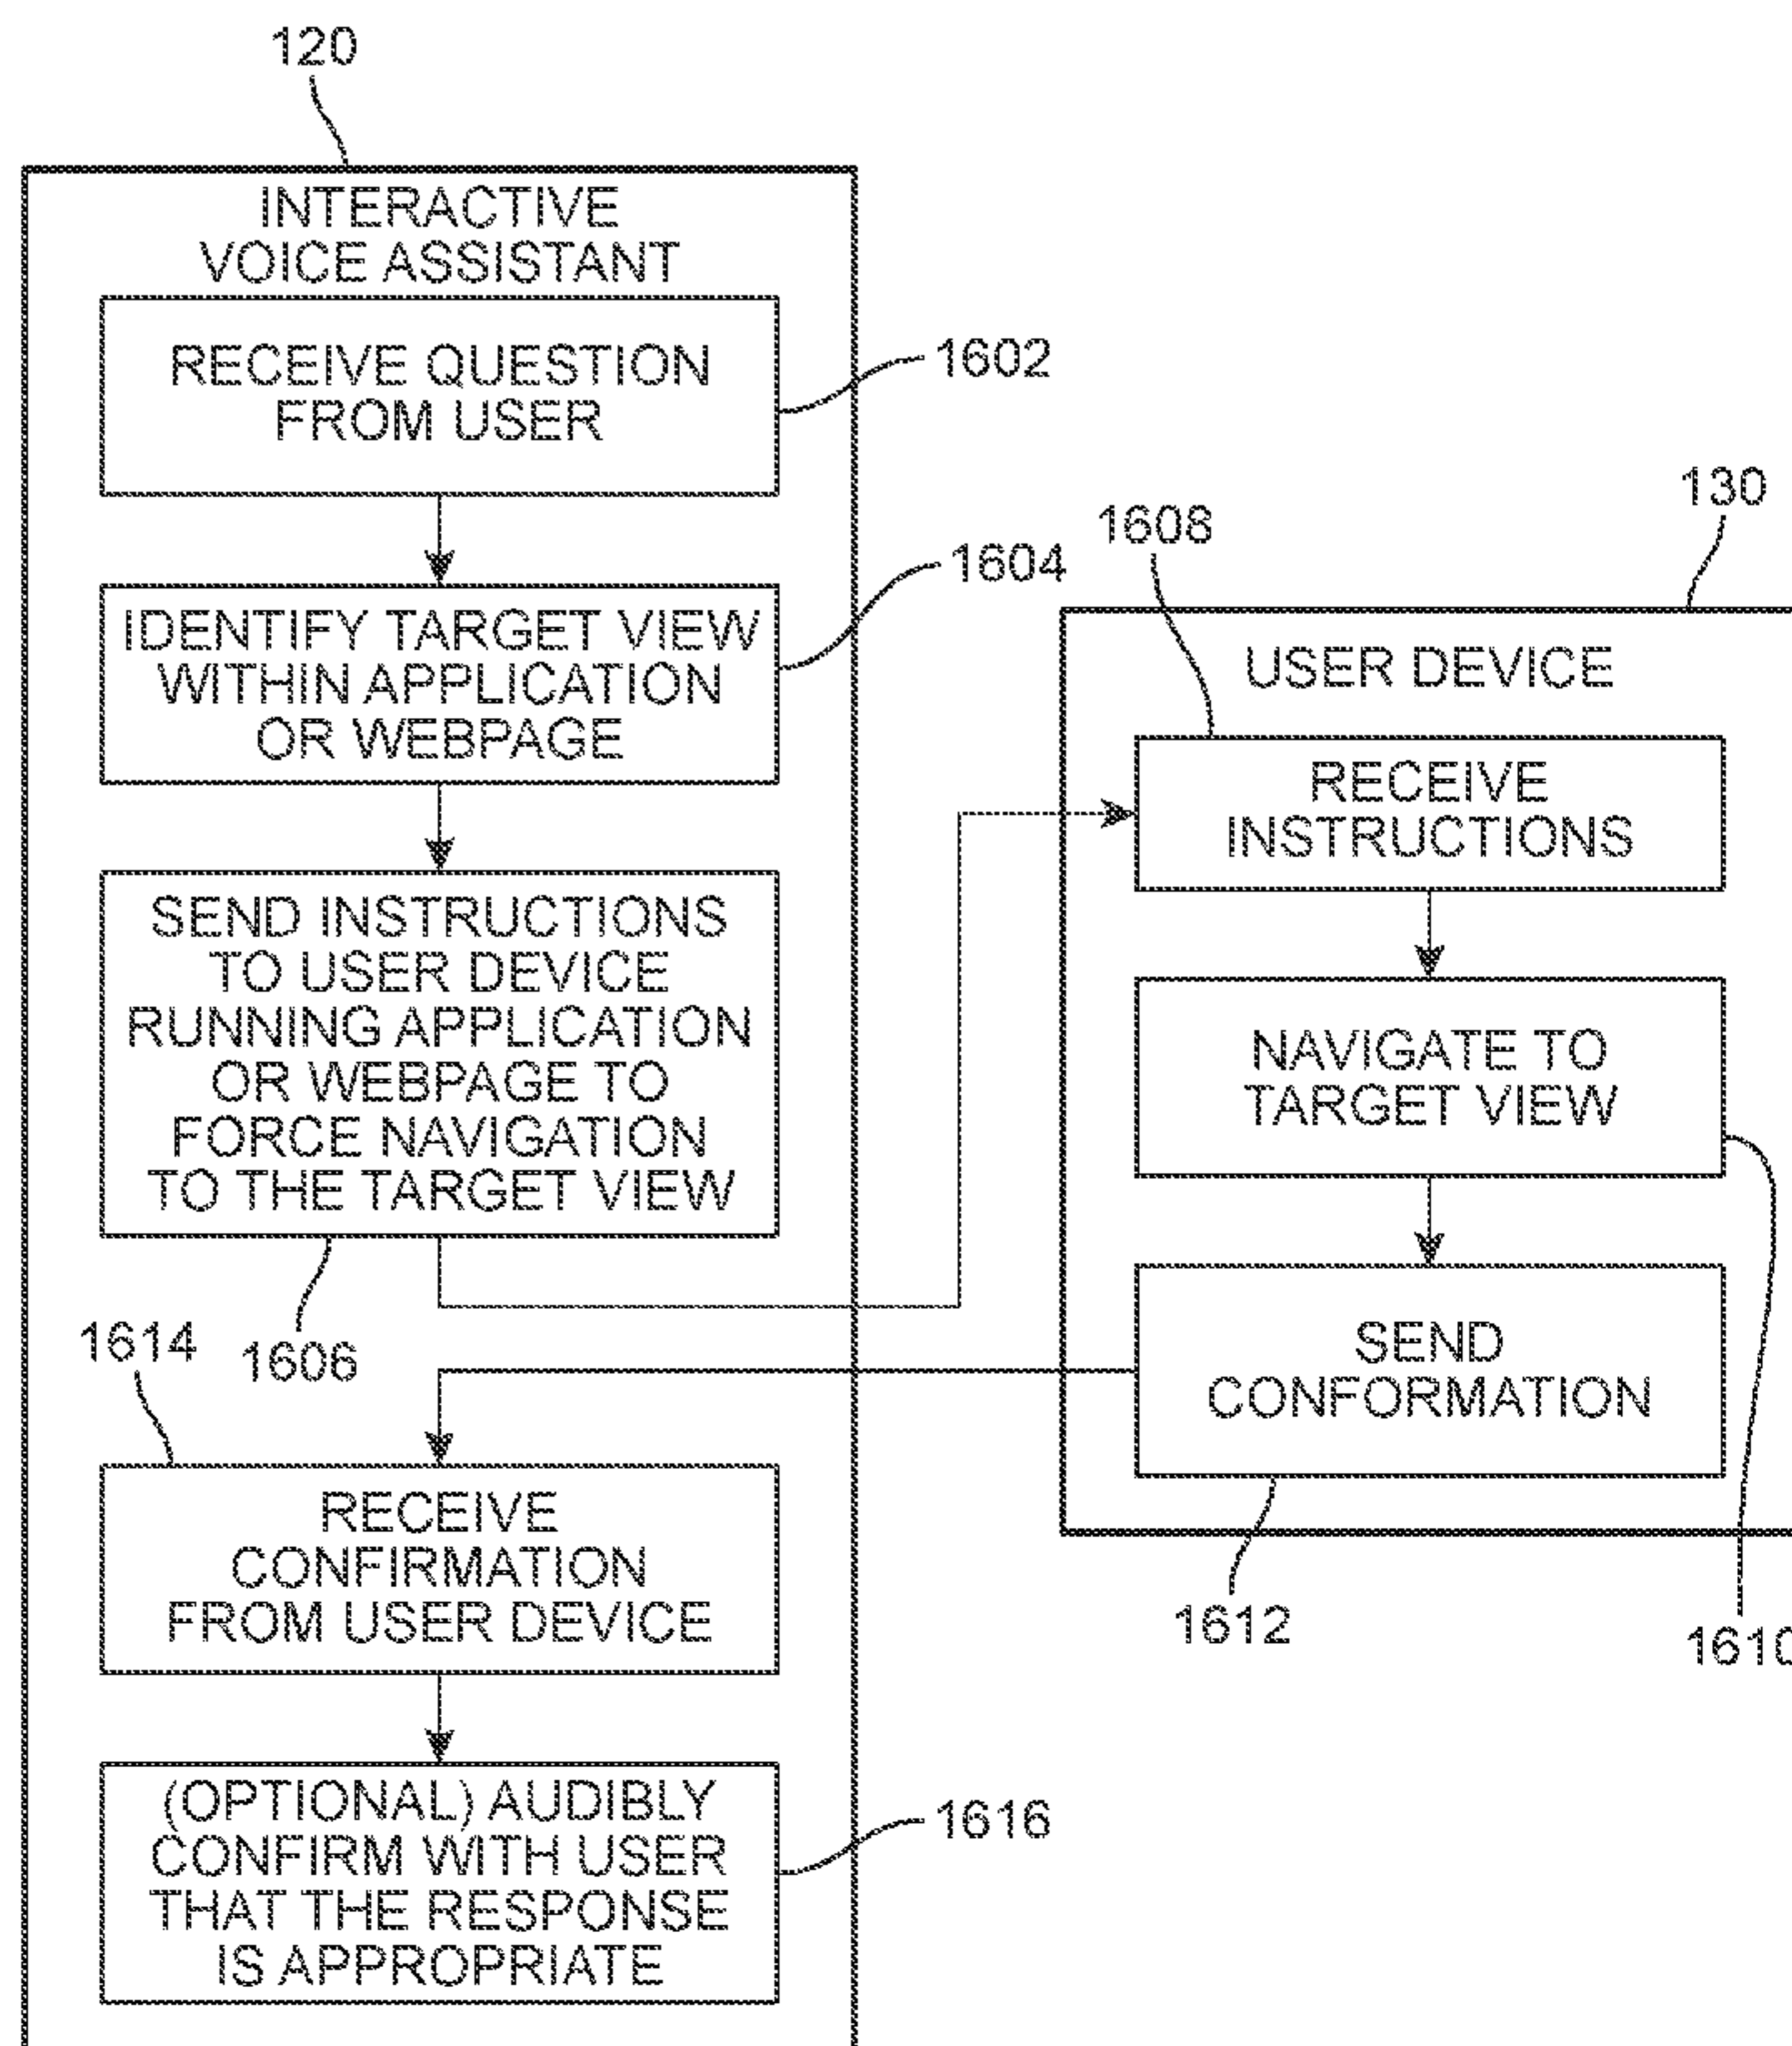 120
INTERACTIVE
VOICE ASSISTANT
RECEIVE QUESTION
FROM USER
1602
IDENTIFY TARGET VIEW
WITHIN APPLICATION
OR WEBPAGE
1604
SEND INSTRUCTIONS
TO USER DEVICE
RUNNING APPLICATION
OR WEBPAGE TO
FORCE NAVIGATION
TO THE TARGET VIEW
1606
130
USER DEVICE
1608
RECEIVE
INSTRUCTIONS
NAVIGATE TO
TARGET VIEW
1610
SEND
CONFORMATION
1612
1614
RECEIVE
CONFIRMATION
FROM USER DEVICE
(OPTIONAL) AUDIBLY
CONFIRM WITH USER
THAT THE RESPONSE
IS APPROPRIATE
1616